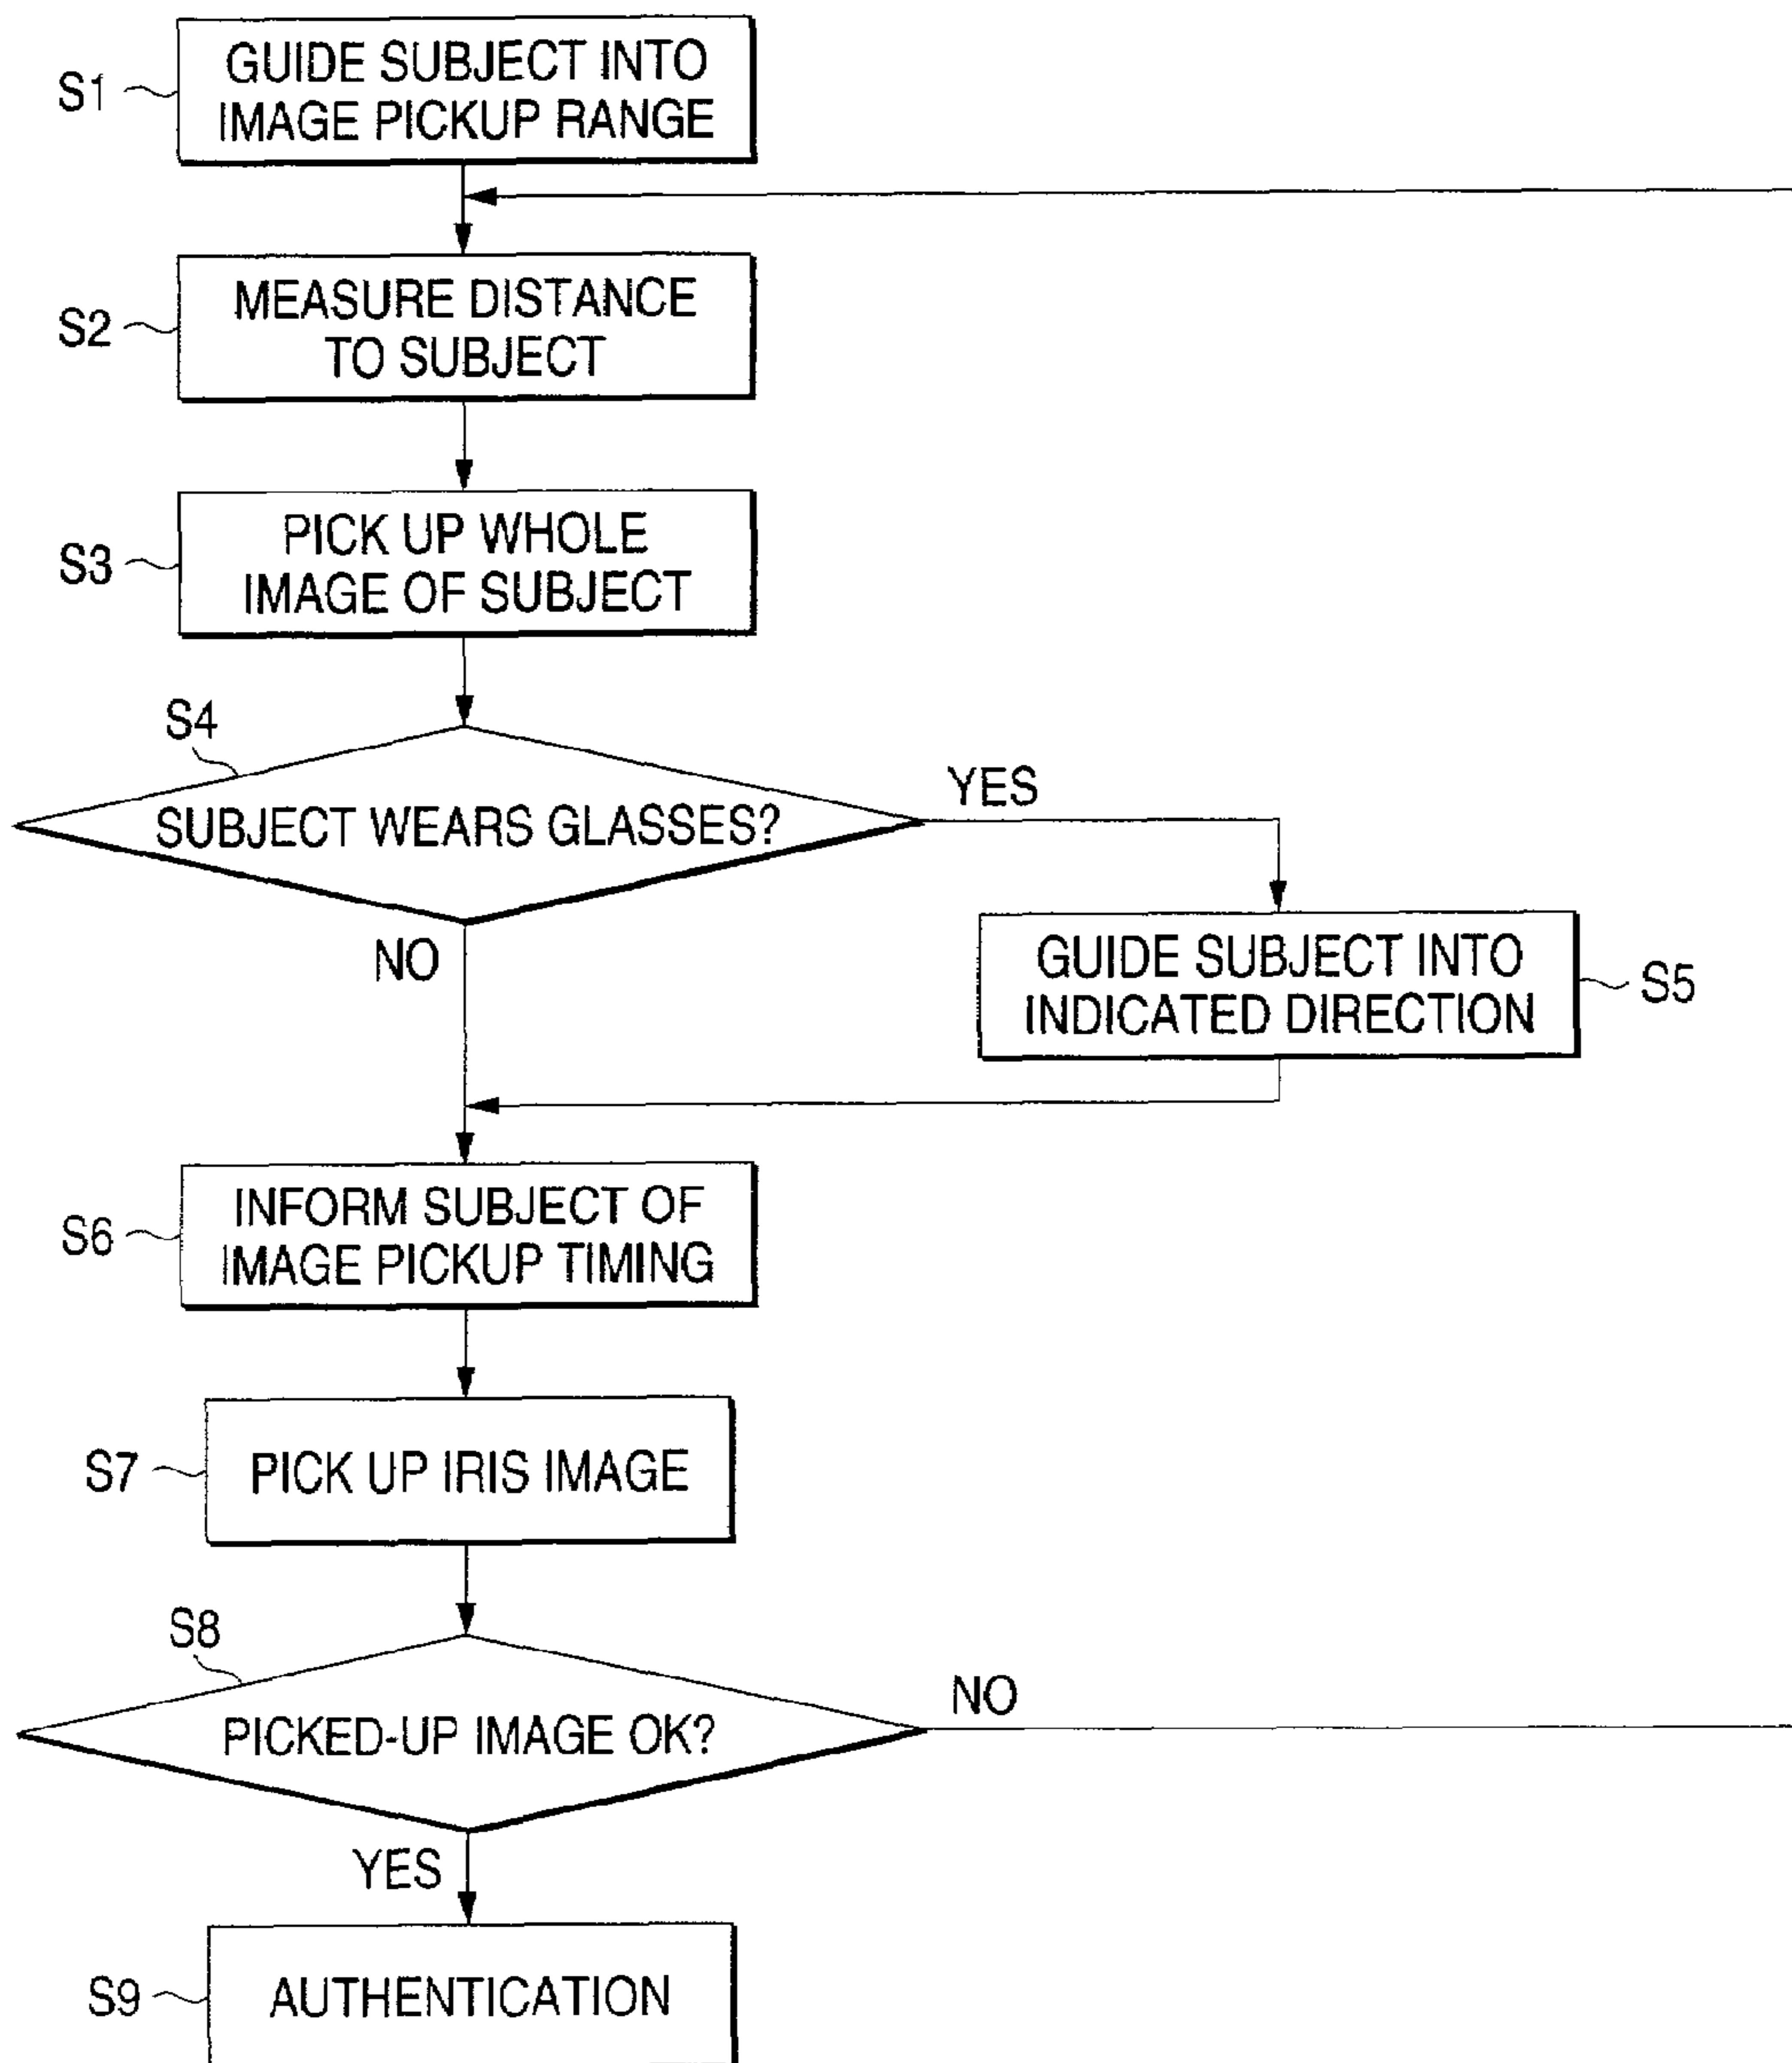 GUIDE SUBJECT INTO
IMAGE PICKUP RANGE
S1
MEASURE DISTANCE
TO SUBJECT
S2
PICK UP WHOLE
IMAGE OF SUBJECT
S3
S4
SUBJECT WEARS GLASSES?
YES
NO
GUIDE SUBJECT INTO
INDICATED DIRECTION
S5
INFORM SUBJECT OF
IMAGE PICKUP TIMING
S6
S7
PICK UP IRIS IMAGE
S8
PICKED-UP IMAGE OK?
NO
YES
S9
AUTHENTICATION